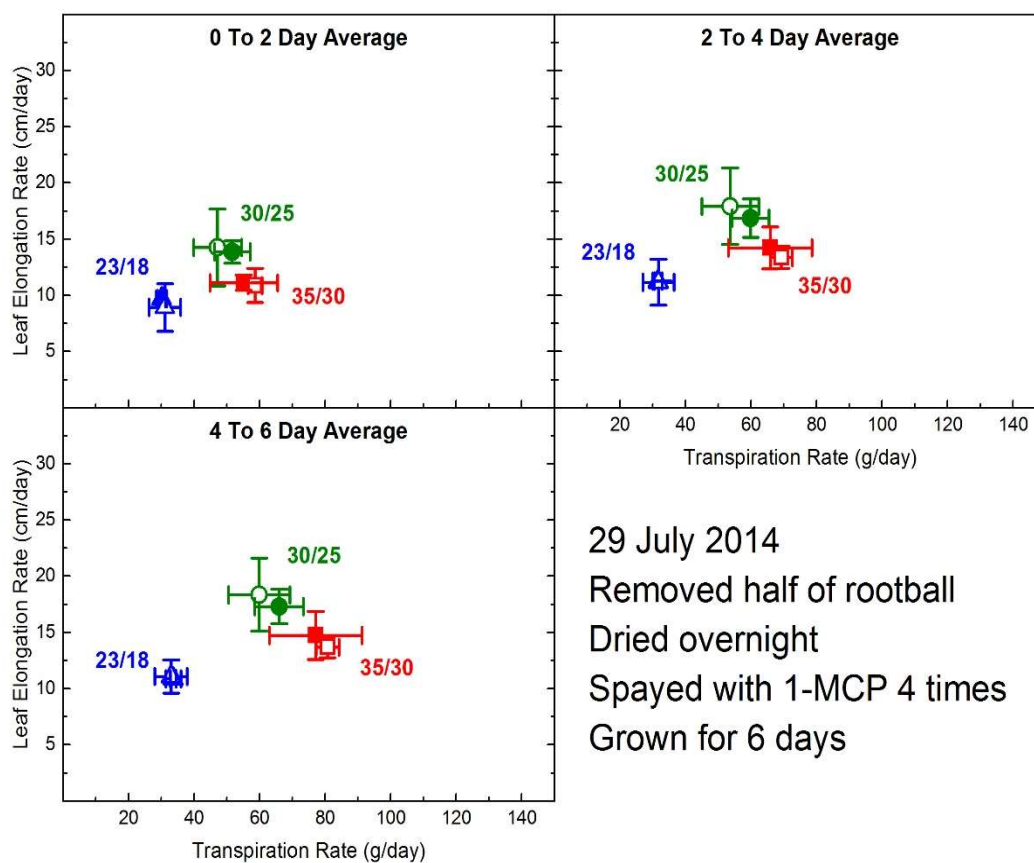 0 To 2 Day Average
2 To 4 Day Average
Leaf Elongation Rate (cm/day)
30
25
20
15
10
5
23/18
30/25
35/30
30/25
23/18
35/30
20 40 60 80 100 120 140
Transpiration Rate (g/day)
4 To 6 Day Average
Leaf Elongation Rate (cm/day)
30
25
20
15
10
5
30/25
23/18
35/30
20 40 60 80 100 120 140
Transpiration Rate (g/day)
29 July 2014
Removed half of rootball
Dried overnight
Spayed with 1-MCP 4 times
Grown for 6 days